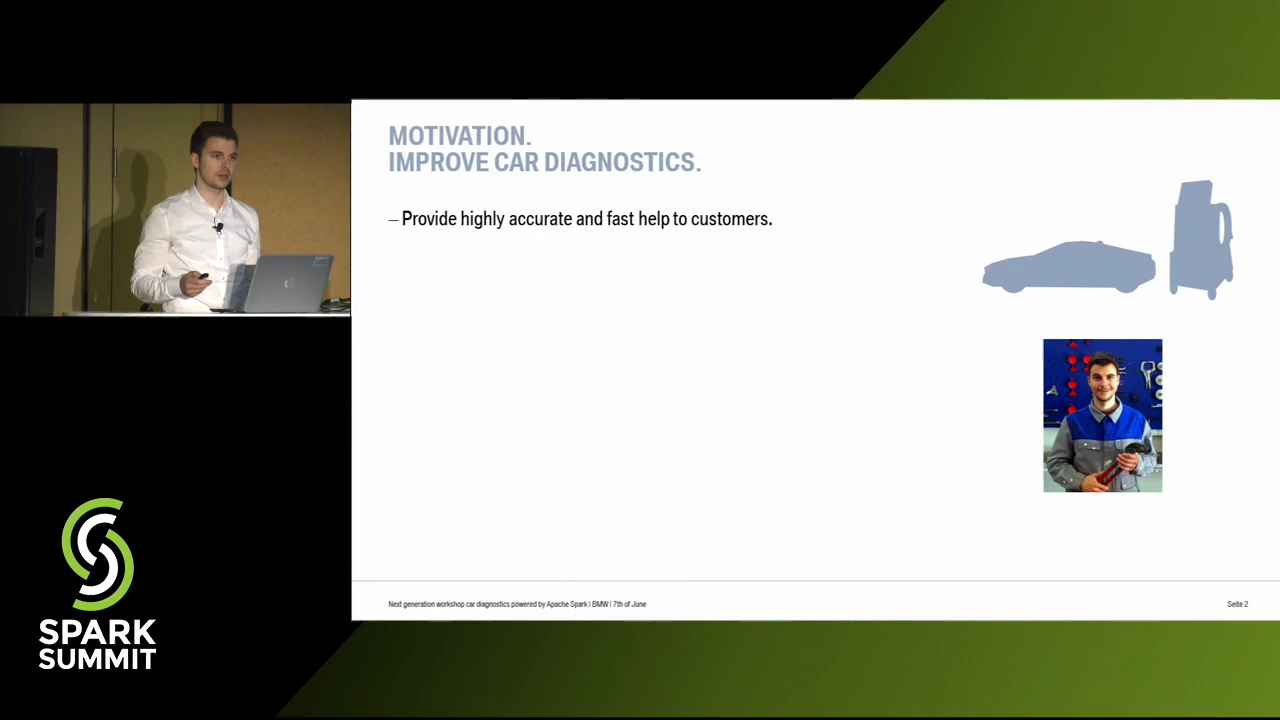 MOTIVATION.
IMPROVE CAR DIAGNOSTICS.
– Provide highly accurate and fast help to customers.
Next generation workshop car diagnostics powered by Apache Spark | BMW | 7th of June
Seite 2
SPARK
SUMMIT